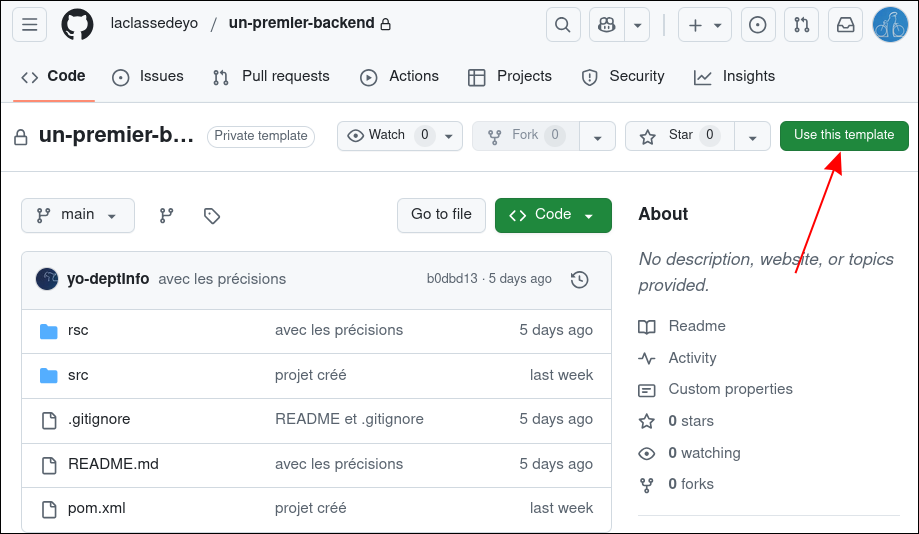 laclassedeyo / un-premier-backend
Code Issues Pull requests Actions Projects Security Insights
un-premier-b... Private template Watch 0 Fork 0 Star 0 Use this template
main Go to file Code
yo-deptinfo avec les précisions b0dbd13 · 5 days ago
rsc avec les précisions 5 days ago
src projet créé last week
.gitignore README et .gitignore 5 days ago
README.md avec les précisions 5 days ago
pom.xml projet créé last week
About
No description, website, or topics
provided.
Readme
Activity
Custom properties
0 stars
0 watching
0 forks